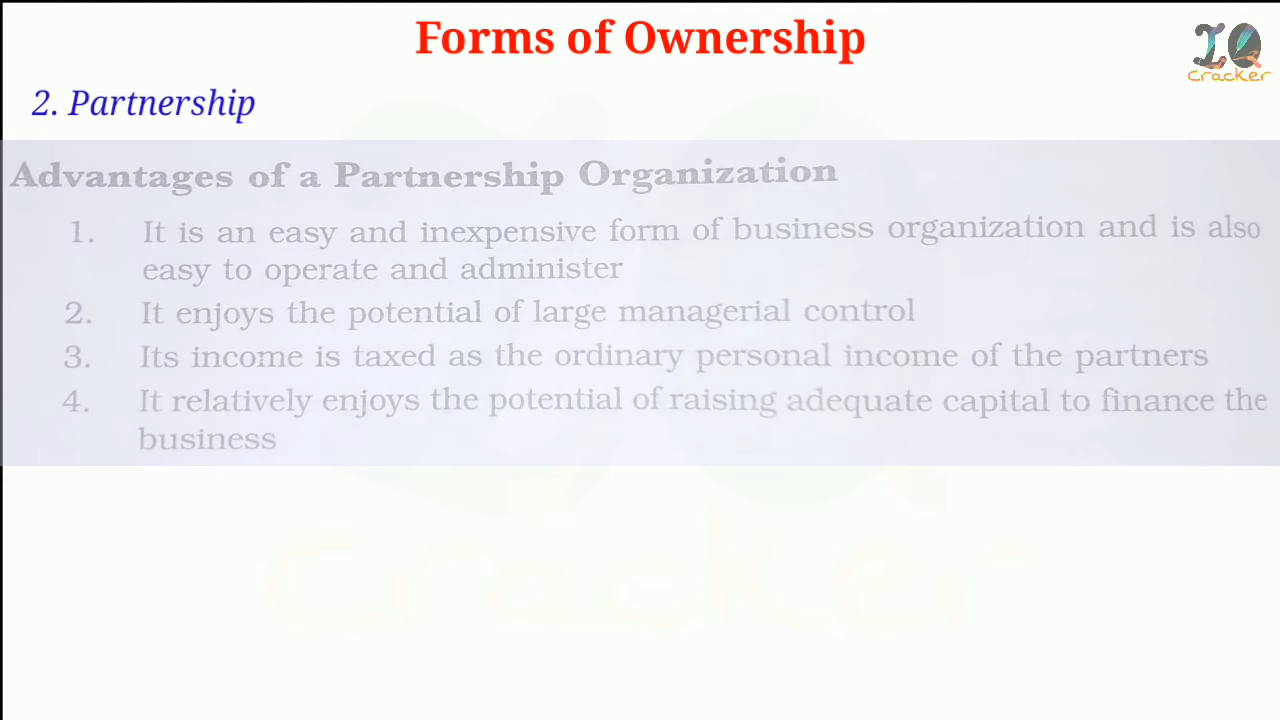 Forms of Ownership
IQ
Cracker
2. Partnership
Advantages of a Partnership Organization
1. It is an easy and inexpensive form of business organization and is also
easy to operate and administer
2. It enjoys the potential of large managerial control
3. Its income is taxed as the ordinary personal income of the partners
4. It relatively enjoys the potential of raising adequate capital to finance the
business
Cracker